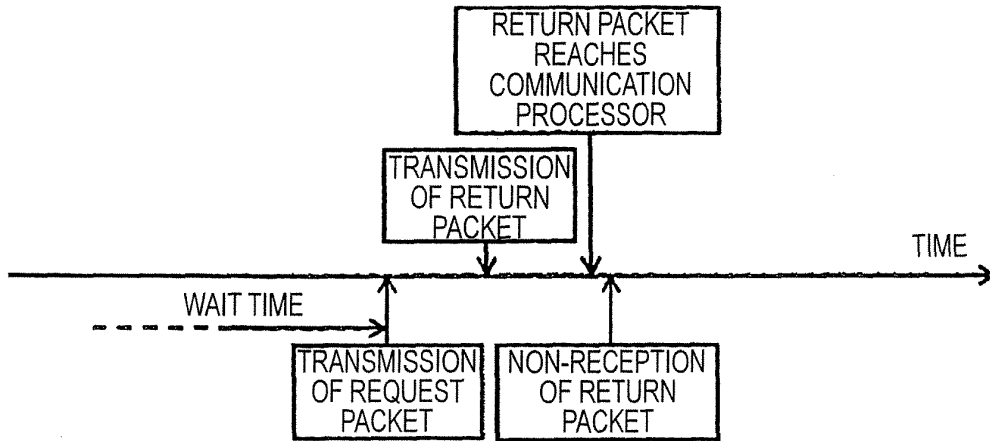 RETURN PACKET
REACHES
COMMUNICATION
PROCESSOR
TRANSMISSION
OF RETURN
PACKET
TIME
WAIT TIME
TRANSMISSION
OF REQUEST
PACKET
NON-RECEPTION
OF RETURN
PACKET